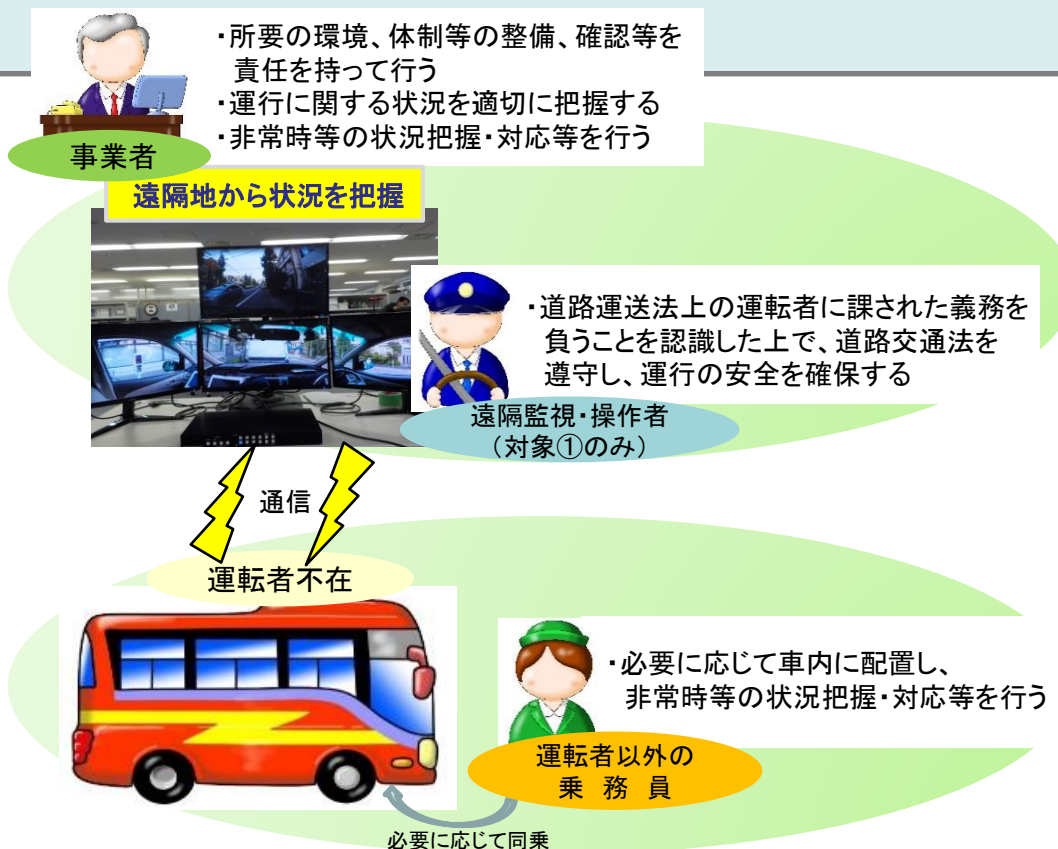 ・所要の環境、体制等の整備、確認等を
責任を持って行う
・運行に関する状況を適切に把握する
・非常時等の状況把握・対応等を行う
事業者
遠隔地から状況を把握
・道路運送法上の運転者に課された義務を
負うことを認識した上で、道路交通法を
遵守し、運行の安全を確保する
遠隔監視・操作者
（対象①のみ）
通信
運転者不在
・必要に応じて車内に配置し、
非常時等の状況把握・対応等を行う
運転者以外の
乗　務　員
必要に応じて同乗